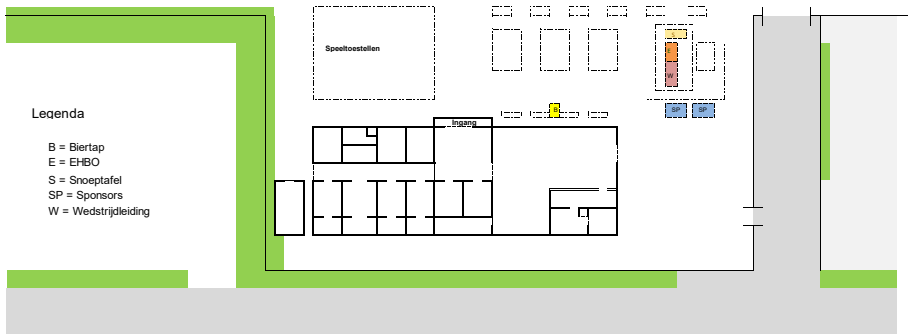 Speeltoestellen
S
E
W
B
SP SP
Ingang
Legenda
B = Biertap
E = EHBO
S = Snoeptafel
SP = Sponsors
W = Wedstrijdleiding